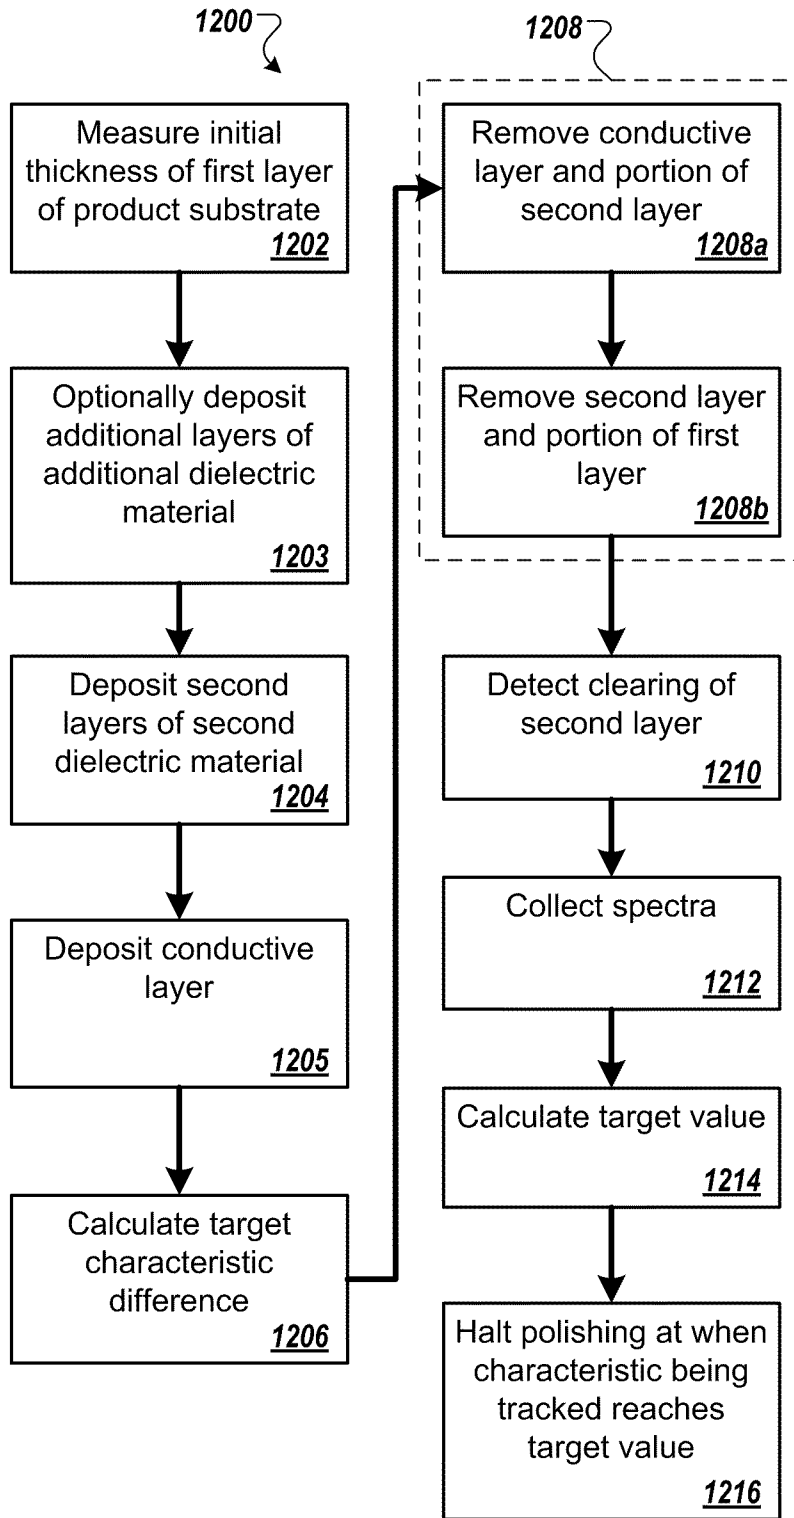 1200
Measure initial
thickness of first layer
of product substrate
1202
Optionally deposit
additional layers of
additional dielectric
material
1203
Deposit second
layers of second
dielectric material
1204
Deposit conductive
layer
1205
Calculate target
characteristic
difference
1206
1208
Remove conductive
layer and portion of
second layer
1208a
Remove second layer
and portion of first
layer
1208b
Detect clearing of
second layer
1210
Collect spectra
1212
Calculate target value
1214
Halt polishing at when
characteristic being
tracked reaches
target value
1216